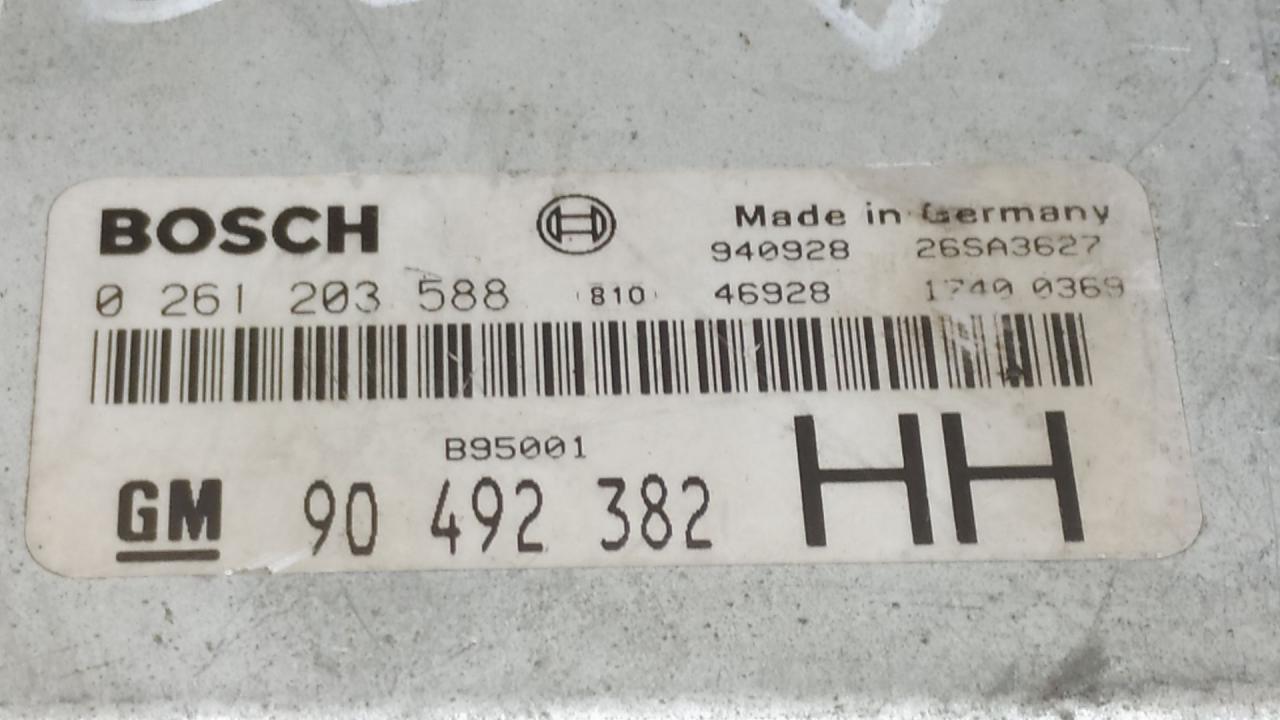 BOSCH Made in Germany
940928 26SA3627
0 261 203 588 810 46928 1740 0369
B95001
GM 90 492 382 HH